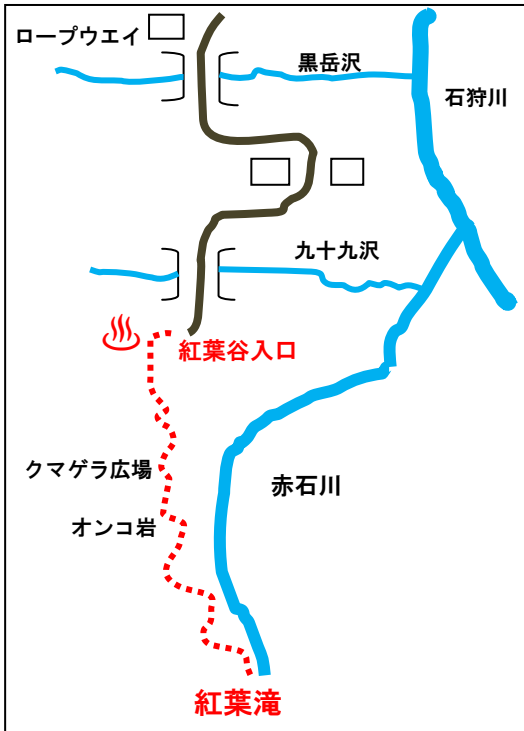 ロープウエイ
黒岳沢
石狩川
九十九沢
紅葉谷入口
クマゲラ広場
赤石川
オンコ岩
紅葉滝